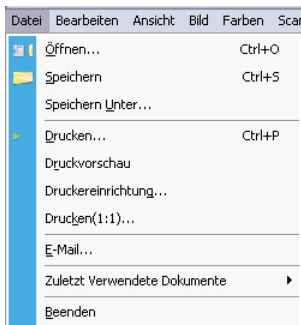 Datei Bearbeiten Ansicht Bild Farben Scan
Öffnen... Ctrl+O
Speichern Ctrl+S
Speichern Unter...
Drucken... Ctrl+P
Druckvorschau
Druckereinrichtung...
Drucken(1:1)...
E-Mail...
Zuletzt Verwendete Dokumente
Beenden